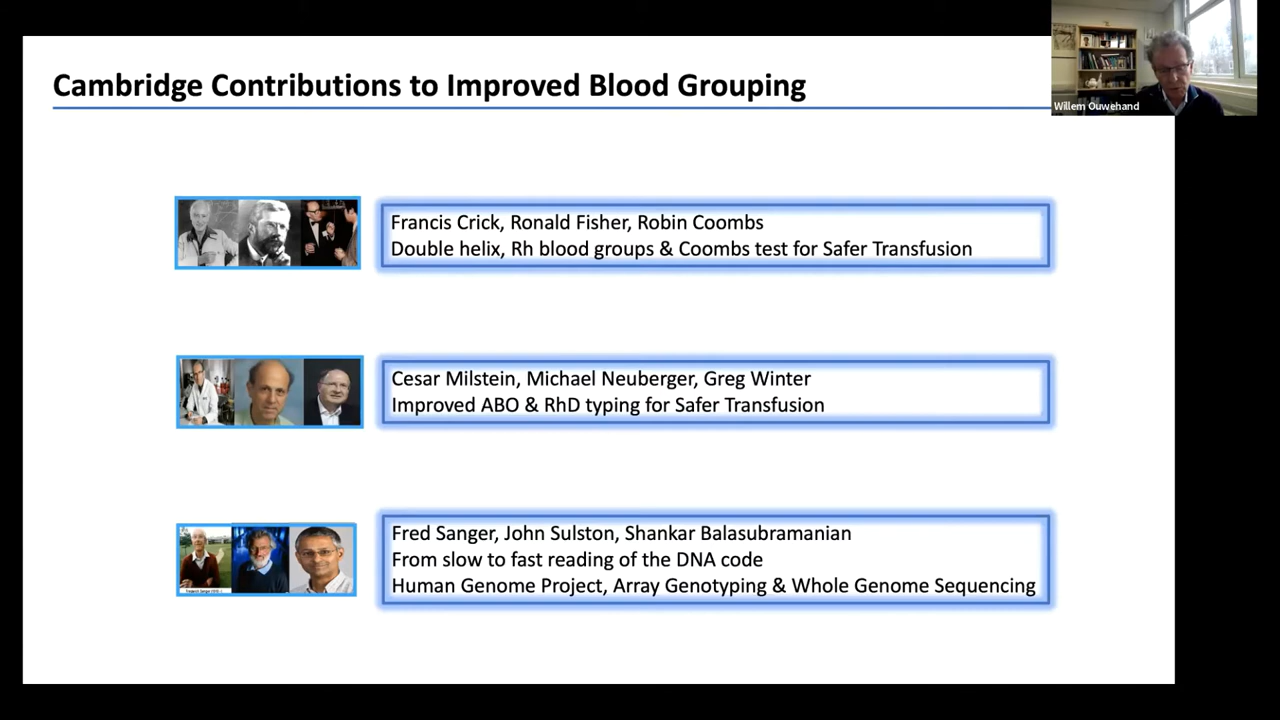 Cambridge Contributions to Improved Blood Grouping
Willem Ouwehand
Francis Crick, Ronald Fisher, Robin Coombs
Double helix, Rh blood groups & Coombs test for Safer Transfusion
Cesar Milstein, Michael Neuberger, Greg Winter
Improved ABO & RhD typing for Safer Transfusion
Fred Sanger, John Sulston, Shankar Balasubramanian
From slow to fast reading of the DNA code
Human Genome Project, Array Genotyping & Whole Genome Sequencing